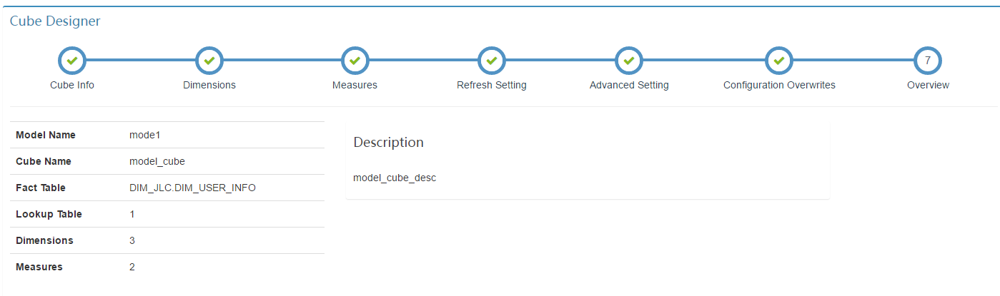 Cube Designer
7
Cube Info Dimensions Measures Refresh Setting Advanced Setting Configuration Overwrites Overview
Model Name mode1
Cube Name model_cube
Fact Table DIM_JLC.DIM_USER_INFO
Lookup Table 1
Dimensions 3
Measures 2
Description
model_cube_desc